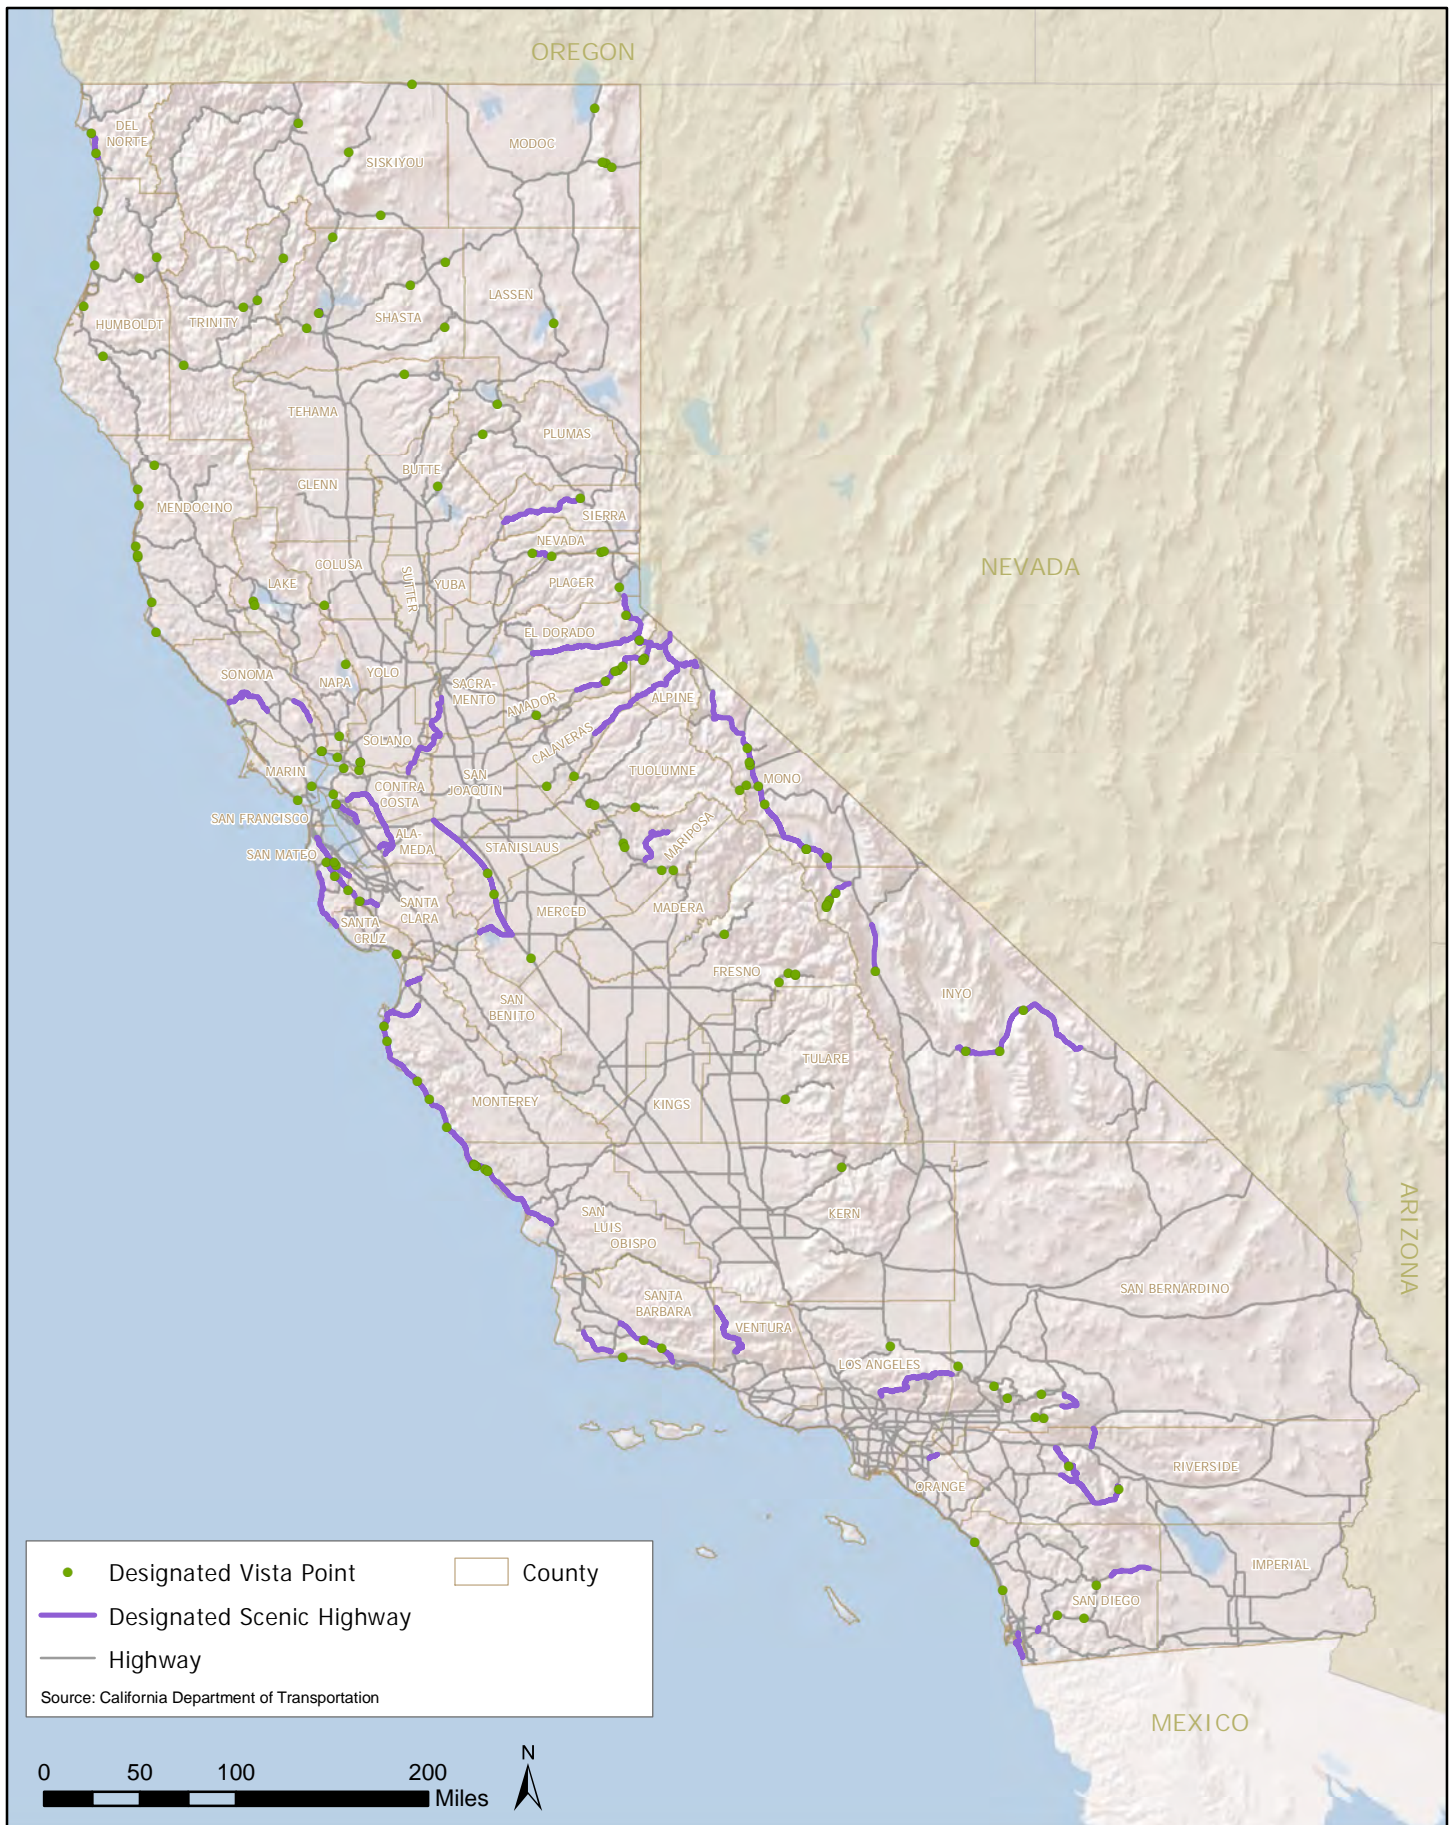 OREGON
DEL
NORTE
SISKIYOU
MODOC
HUMBOLDT
TRINITY
SHASTA
LASSEN
TEHAMA
PLUMAS
BUTTE
GLENN
MENDOCINO
SIERRA
NEVADA
NEVADA
COLUSA
LAKE
SUTTER
YUBA
PLACER
EL DORADO
SONOMA
NAPA
YOLO
SACRA-
MENTO
AMADOR
ALPINE
SOLANO
CALAVERAS
MARIN
CONTRA
COSTA
SAN
JOAQUIN
TUOLUMNE
MONO
SAN FRANCISCO
ALA-
MEDA
STANISLAUS
MARIPOSA
SAN MATEO
SANTA
CLARA
MERCED
MADERA
SANTA
CRUZ
FRESNO
INYO
SAN
BENITO
TULARE
MONTEREY
KINGS
SAN
LUIS
OBISPO
KERN
ARIZONA
SAN BERNARDINO
SANTA
BARBARA
VENTURA
LOS ANGELES
RIVERSIDE
ORANGE
IMPERIAL
SAN DIEGO
MEXICO
Designated Vista Point
County
Designated Scenic Highway
Highway
Source: California Department of Transportation
0 50 100 200
Miles
N